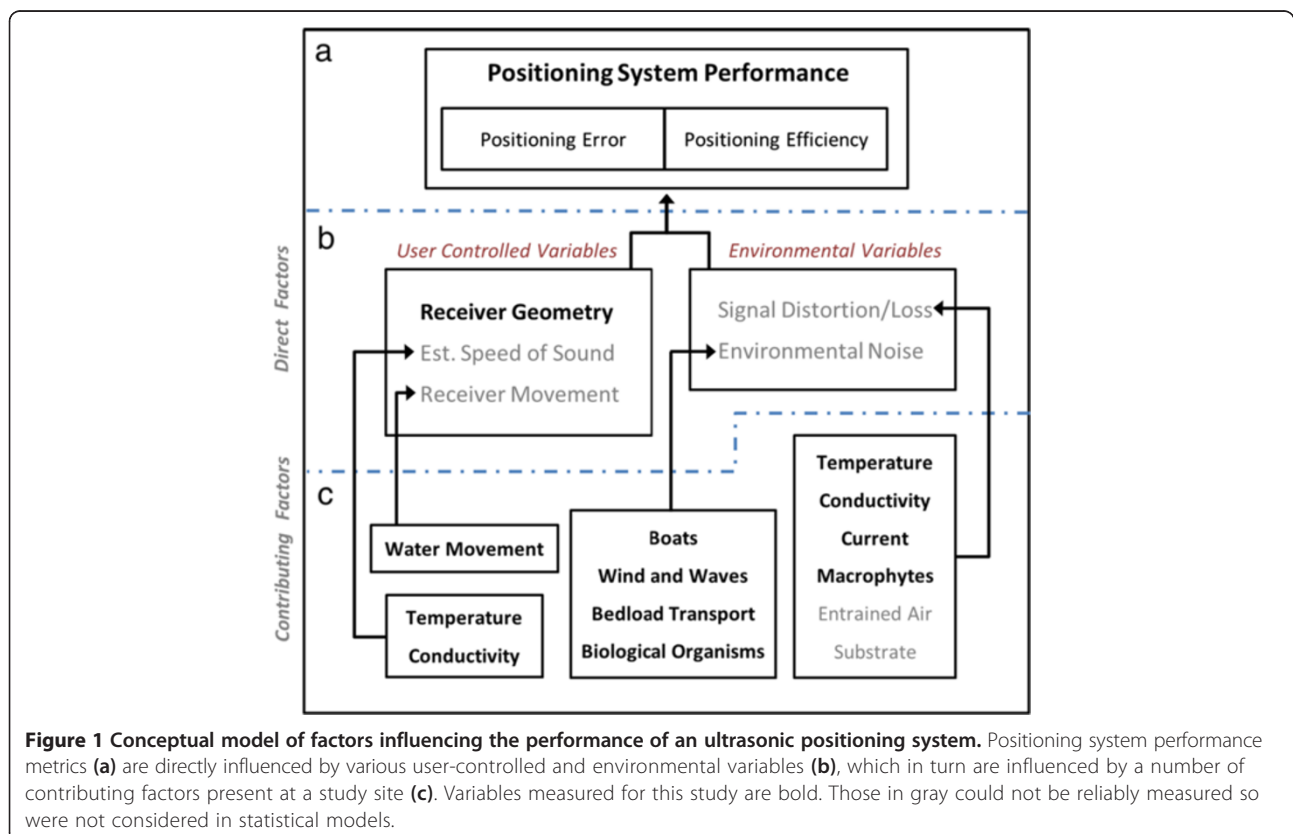 a
Positioning System Performance
Positioning Error
Positioning Efficiency
Direct Factors
b
User Controlled Variables
Environmental Variables
Receiver Geometry
Est. Speed of Sound
Receiver Movement
Signal Distortion/Loss
Environmental Noise
Contributing Factors
c
Water Movement
Temperature
Conductivity
Boats
Wind and Waves
Bedload Transport
Biological Organisms
Temperature
Conductivity
Current
Macrophytes
Entrained Air
Substrate
Figure 1 Conceptual model of factors influencing the performance of an ultrasonic positioning system. Positioning system performance
metrics (a) are directly influenced by various user-controlled and environmental variables (b), which in turn are influenced by a number of
contributing factors present at a study site (c). Variables measured for this study are bold. Those in gray could not be reliably measured so
were not considered in statistical models.